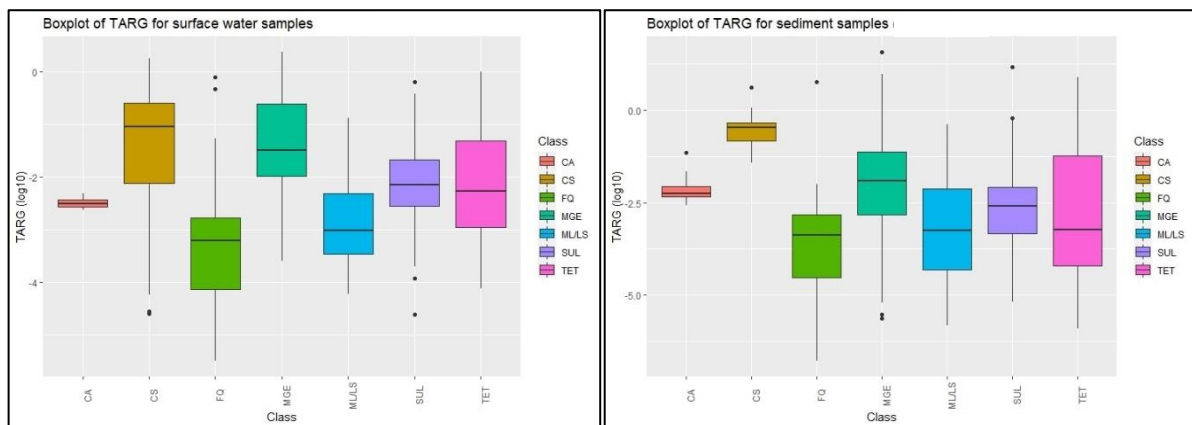 Boxplot of TARG for surface water samples
TARG (log10)
0
-2
-4
CA
CS
FQ
MGE
ML/LS
SUL
TET
Class
Class
CA
CS
FQ
MGE
ML/LS
SUL
TET
Boxplot of TARG for sediment samples
TARG (log10)
0.0
-2.5
-5.0
CA
CS
FQ
MGE
ML/LS
SUL
TET
Class
Class
CA
CS
FQ
MGE
ML/LS
SUL
TET